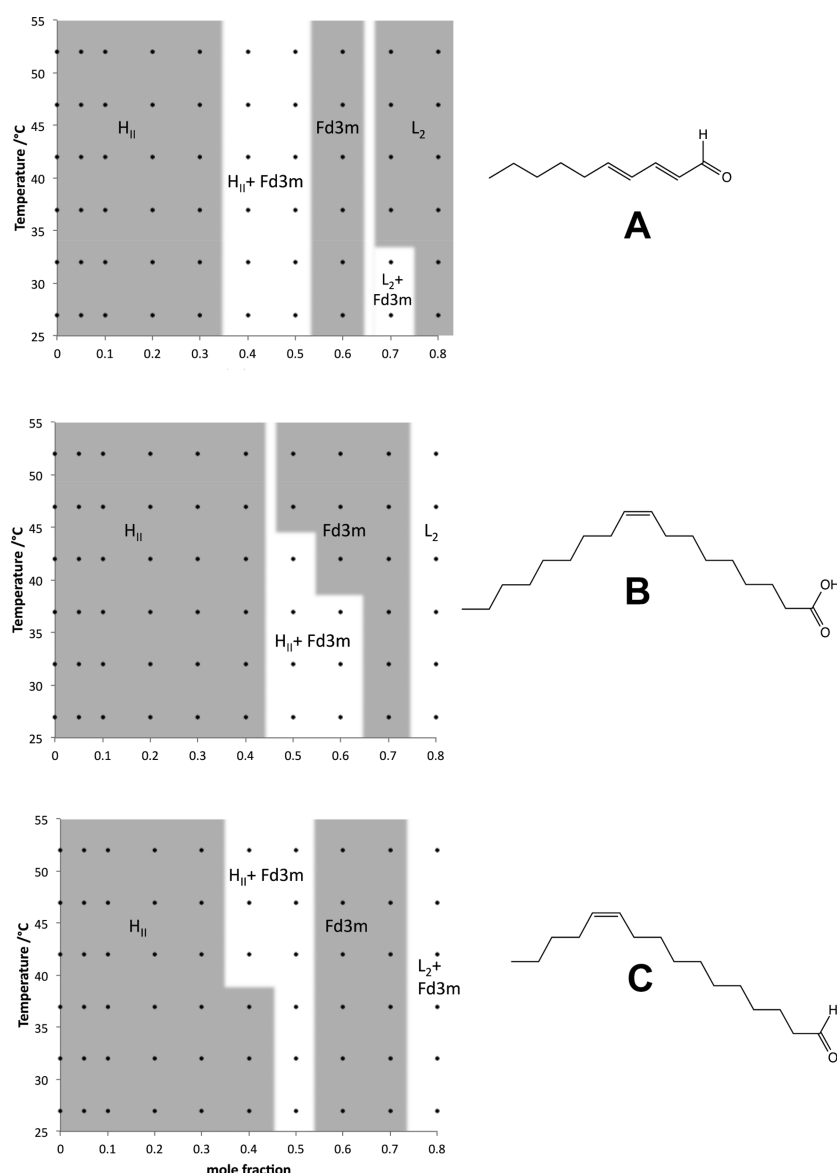 55
50
45
40
35
30
25
Temperature /°C
H_II
H_II+ Fd3m
Fd3m
L_2
L_2+
Fd3m
0 0.1 0.2 0.3 0.4 0.5 0.6 0.7 0.8
H
O
A
55
50
45
40
35
30
25
Temperature /°C
H_II
H_II+ Fd3m
Fd3m
L_2
0 0.1 0.2 0.3 0.4 0.5 0.6 0.7 0.8
OH
O
B
55
50
45
40
35
30
25
Temperature /°C
H_II+ Fd3m
H_II
Fd3m
L_2+
Fd3m
0 0.1 0.2 0.3 0.4 0.5 0.6 0.7 0.8
mole fraction
H
O
C